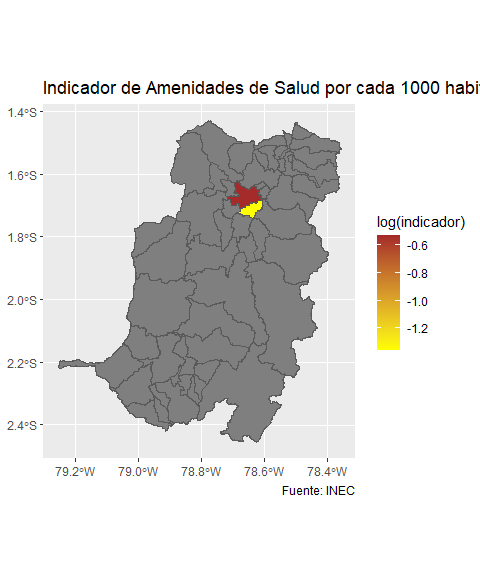 Indicador de Amenidades de Salud por cada 1000 habi
1.4°S
1.6°S
1.8°S
2.0°S
2.2°S
2.4°S
79.2°W 79.0°W 78.8°W 78.6°W 78.4°W
Fuente: INEC
log(indicador)
-0.6
-0.8
-1.0
-1.2